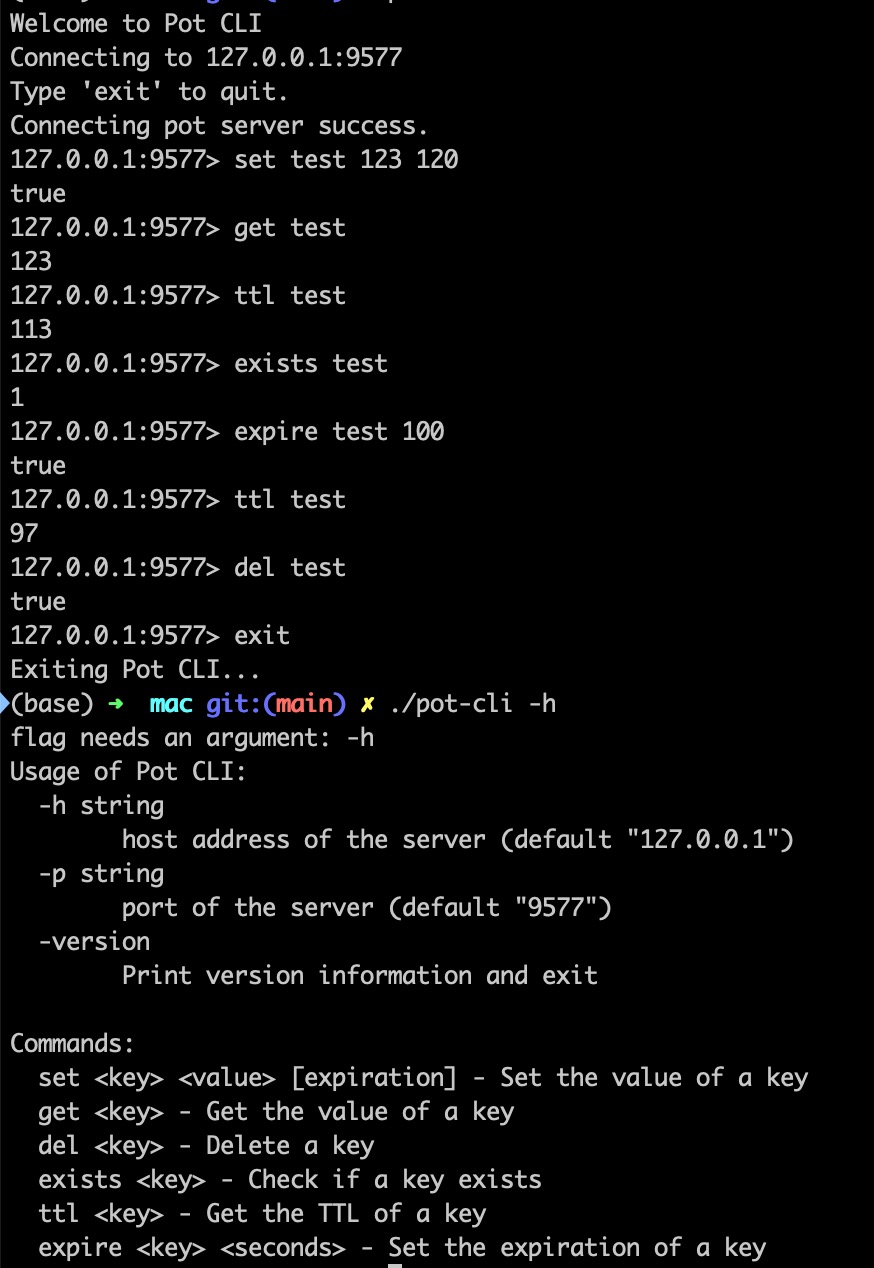 Welcome to Pot CLI
Connecting to 127.0.0.1:9577
Type 'exit' to quit.
Connecting pot server success.
127.0.0.1:9577> set test 123 120
true
127.0.0.1:9577> get test
123
127.0.0.1:9577> ttl test
113
127.0.0.1:9577> exists test
1
127.0.0.1:9577> expire test 100
true
127.0.0.1:9577> ttl test
97
127.0.0.1:9577> del test
true
127.0.0.1:9577> exit
Exiting Pot CLI...
(base) ➜  mac git:(main) ✗ ./pot-cli -h
flag needs an argument: -h
Usage of Pot CLI:
  -h string
        host address of the server (default "127.0.0.1")
  -p string
        port of the server (default "9577")
  -version
        Print version information and exit

Commands:
  set <key> <value> [expiration] - Set the value of a key
  get <key> - Get the value of a key
  del <key> - Delete a key
  exists <key> - Check if a key exists
  ttl <key> - Get the TTL of a key
  expire <key> <seconds> - Set the expiration of a key